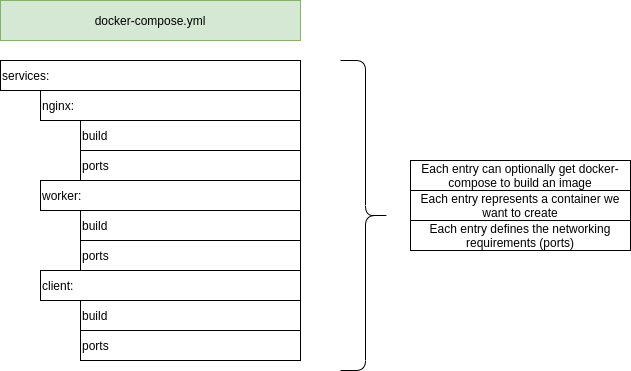 docker-compose.yml
services:
nginx:
build
ports
worker:
build
ports
client:
build
ports
Each entry can optionally get docker-
compose to build an image
Each entry represents a container we
want to create
Each entry defines the networking
requirements (ports)